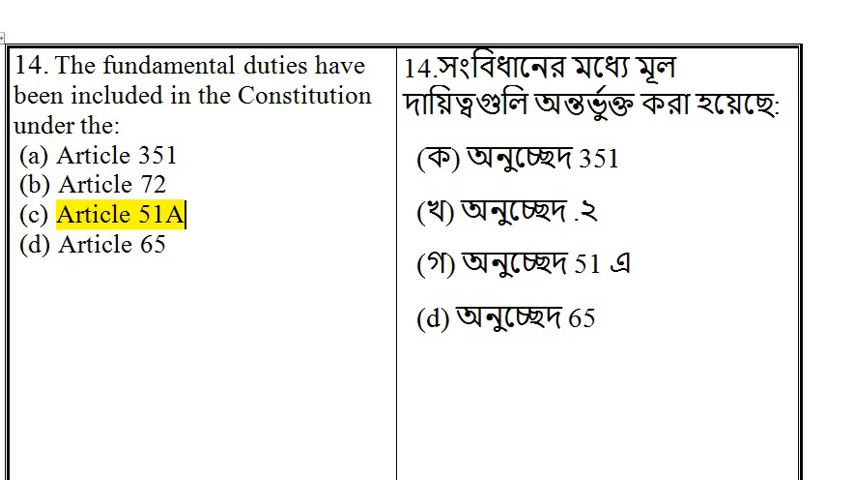 14. The fundamental duties have
been included in the Constitution
under the:
(a) Article 351
(b) Article 72
(c) Article 51A
(d) Article 65
14.সংবিধানের মধ্যে মূল
দায়িত্বগুলি অন্তর্ভুক্ত করা হয়েছে:
(ক) অনুচ্ছেদ 351
(খ) অনুচ্ছেদ .২
(গ) অনুচ্ছেদ 51 এ
(d) অনুচ্ছেদ 65